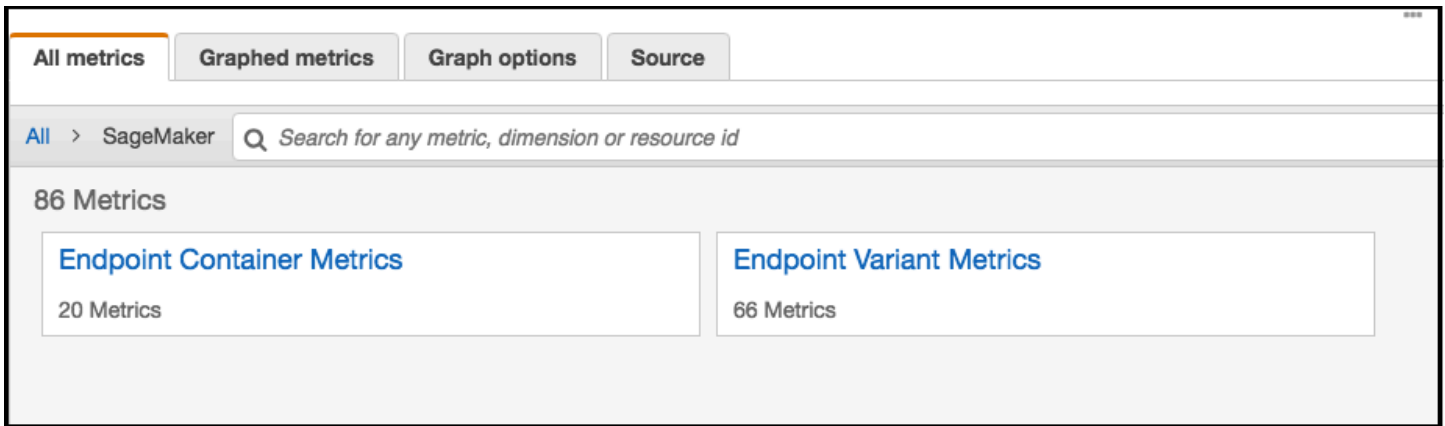 All metrics Graphed metrics Graph options Source
All > SageMaker Search for any metric, dimension or resource id
86 Metrics
Endpoint Container Metrics Endpoint Variant Metrics
20 Metrics 66 Metrics